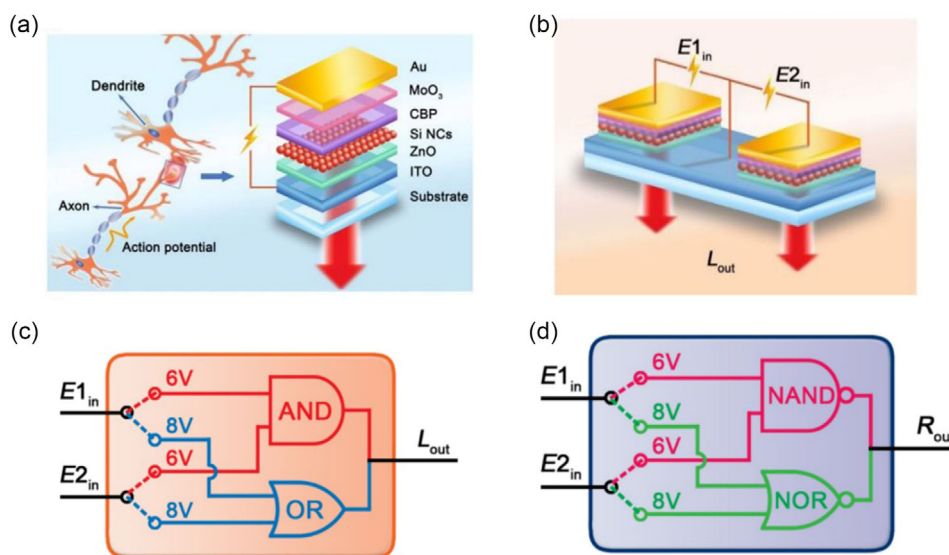 (a)
Dendrite
Axon
Action potential
Au
MoO₃
CBP
Si NCs
ZnO
ITO
Substrate
(b)
E1in
E2in
Lout
(c)
E1in
6V
8V
E2in
6V
8V
AND
OR
Lout
(d)
E1in
6V
8V
E2in
6V
8V
NAND
NOR
Rou